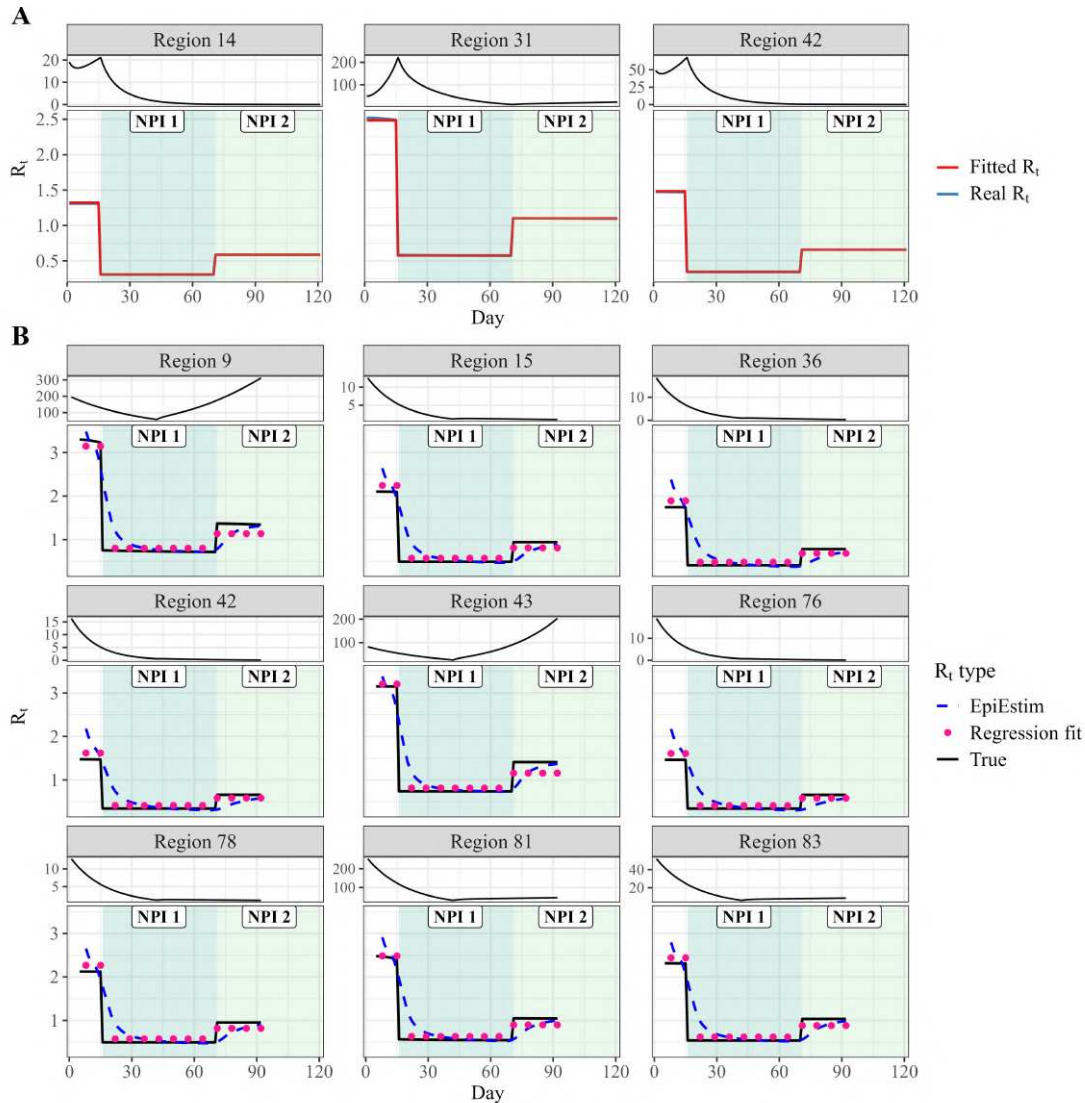 A
Region 14 Region 31 Region 42
20
10
0
200
100
50
25
0
NPI 1 NPI 2 NPI 1 NPI 2 NPI 1 NPI 2
2.5
2.0
1.5
1.0
0.5
Rt
0 30 60 90 120 0 30 60 90 120 0 30 60 90 120
Day
Fitted Rt
Real Rt
B
Region 9 Region 15 Region 36
300
200
100
10
5
10
0
NPI 1 NPI 2 NPI 1 NPI 2 NPI 1 NPI 2
3
2
1
Region 42 Region 43 Region 76
15
10
5
0
200
100
10
0
NPI 1 NPI 2 NPI 1 NPI 2 NPI 1 NPI 2
3
2
1
Rt
Region 78 Region 81 Region 83
10
5
200
100
40
20
NPI 1 NPI 2 NPI 1 NPI 2 NPI 1 NPI 2
3
2
1
0 30 60 90 120 0 30 60 90 120 0 30 60 90 120
Day
Rt type
EpiEstim
Regression fit
True